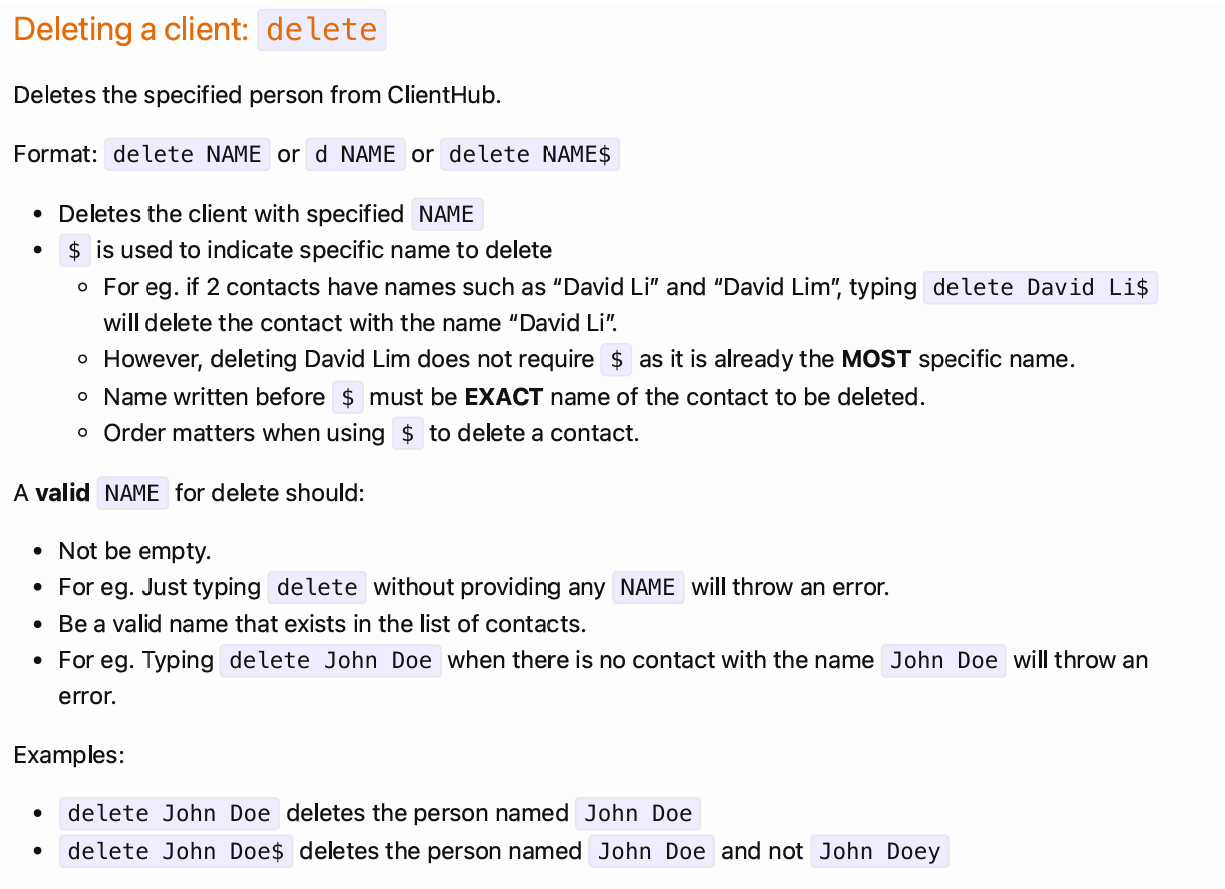 Deleting a client: delete
Deletes the specified person from ClientHub.
Format: delete NAME or d NAME or delete NAME$
• Deletes the client with specified NAME
• $ is used to indicate specific name to delete
◦ For eg. if 2 contacts have names such as “David Li” and “David Lim”, typing delete David Li$
will delete the contact with the name “David Li”.
◦ However, deleting David Lim does not require $ as it is already the MOST specific name.
◦ Name written before $ must be EXACT name of the contact to be deleted.
◦ Order matters when using $ to delete a contact.
A valid NAME for delete should:
• Not be empty.
• For eg. Just typing delete without providing any NAME will throw an error.
• Be a valid name that exists in the list of contacts.
• For eg. Typing delete John Doe when there is no contact with the name John Doe will throw an
error.
Examples:
• delete John Doe deletes the person named John Doe
• delete John Doe$ deletes the person named John Doe and not John Doey